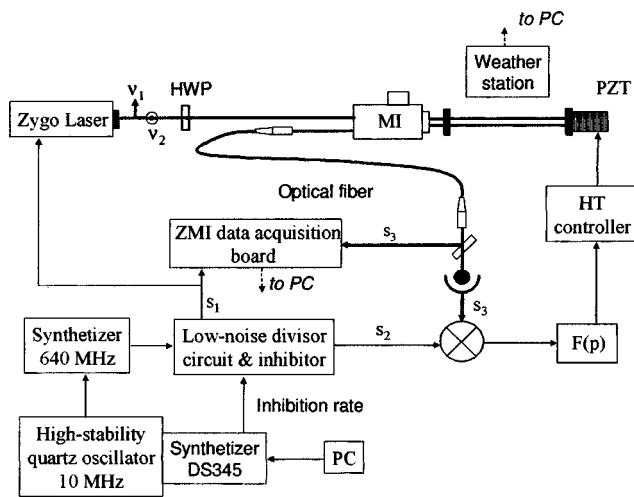 to PC
Weather
station
PZT
ν1
HWP
Zygo Laser
ν2
MI
Optical fiber
HT
controller
ZMI data acquisition
board
s3
to PC
s1
s3
Synthetizer
640 MHz
Low-noise divisor
circuit & inhibitor
s2
F(p)
Inhibition rate
High-stability
quartz oscillator
10 MHz
Synthetizer
DS345
PC